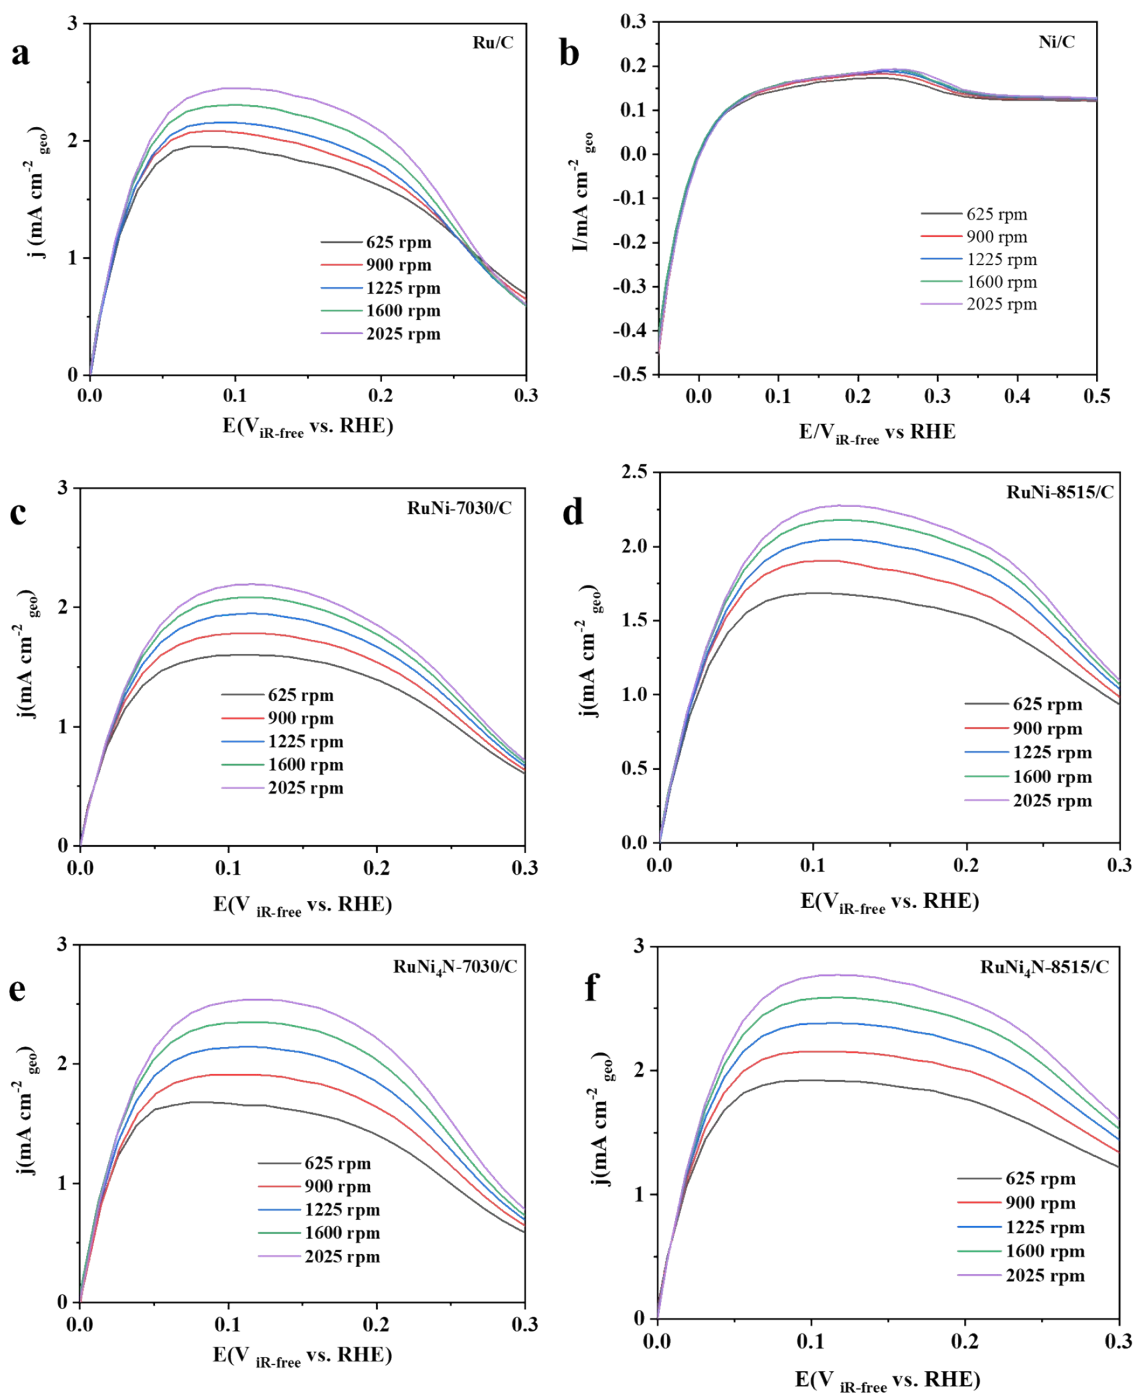 a
Ru/C
3
2
1
0
j (mA cm-2 geo)
625 rpm
900 rpm
1225 rpm
1600 rpm
2025 rpm
0.0 0.1 0.2 0.3
E(ViR-free vs. RHE)
b
Ni/C
0.3
0.2
0.1
0.0
-0.1
-0.2
-0.3
-0.4
-0.5
I/mA cm-2 geo
625 rpm
900 rpm
1225 rpm
1600 rpm
2025 rpm
0.0 0.1 0.2 0.3 0.4 0.5
E/ViR-free vs RHE
c
RuNi-7030/C
3
2
1
0
j(mA cm-2 geo)
625 rpm
900 rpm
1225 rpm
1600 rpm
2025 rpm
0.0 0.1 0.2 0.3
E(V iR-free vs. RHE)
d
RuNi-8515/C
2.5
2.0
1.5
1.0
0.5
0.0
j(mA cm-2 geo)
625 rpm
900 rpm
1225 rpm
1600 rpm
2025 rpm
0.0 0.1 0.2 0.3
E(ViR-free vs. RHE)
e
RuNi4N-7030/C
3
2
1
0
j(mA cm-2 geo)
625 rpm
900 rpm
1225 rpm
1600 rpm
2025 rpm
0.0 0.1 0.2 0.3
E(V iR-free vs. RHE)
f
RuNi4N-8515/C
3
2
1
0
j(mA cm-2 geo)
625 rpm
900 rpm
1225 rpm
1600 rpm
2025 rpm
0.0 0.1 0.2 0.3
E(V iR-free vs. RHE)